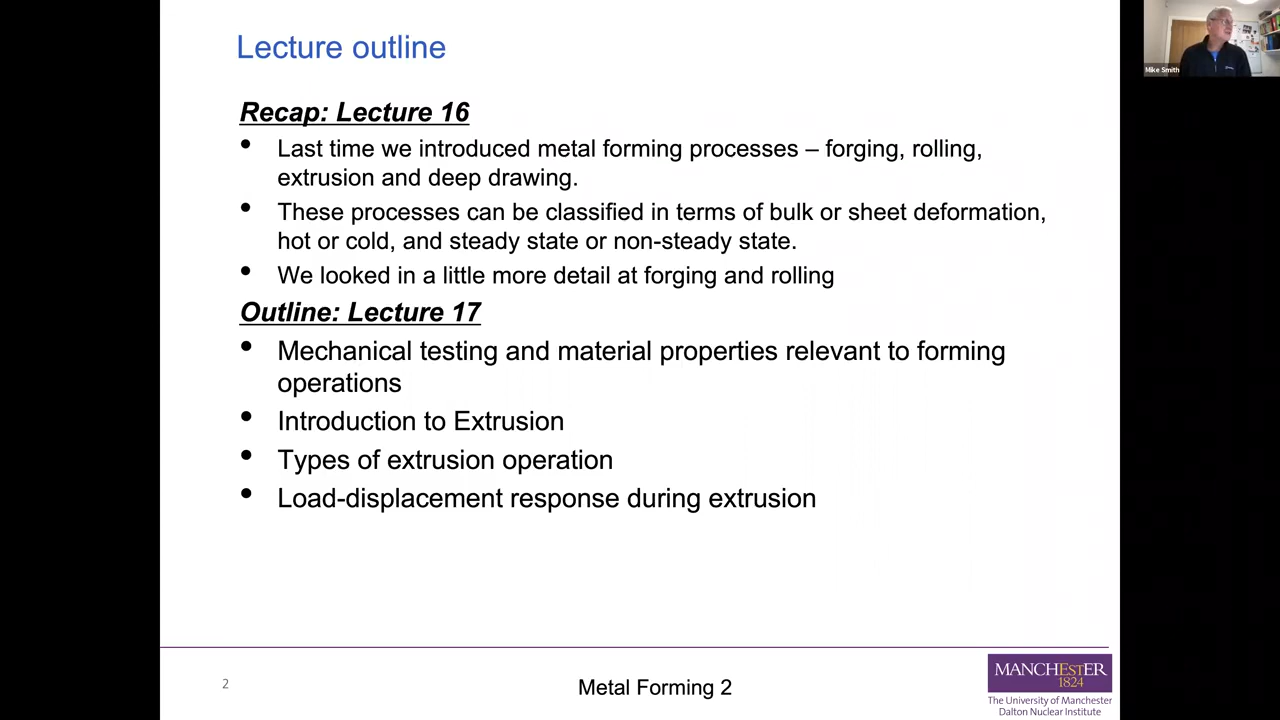 Lecture outline
Mike Smith
Recap: Lecture 16
• Last time we introduced metal forming processes – forging, rolling,
extrusion and deep drawing.
• These processes can be classified in terms of bulk or sheet deformation,
hot or cold, and steady state or non-steady state.
• We looked in a little more detail at forging and rolling
Outline: Lecture 17
• Mechanical testing and material properties relevant to forming
operations
• Introduction to Extrusion
• Types of extrusion operation
• Load-displacement response during extrusion
2
Metal Forming 2
MANCHESTER
1824
The University of Manchester
Dalton Nuclear Institute